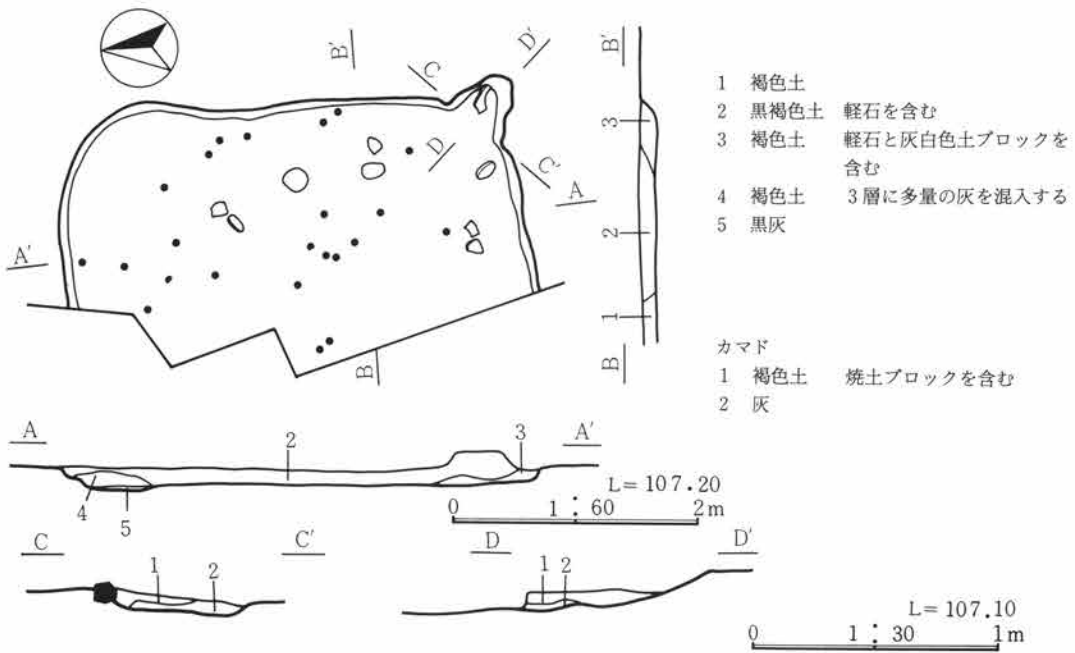 B'
C
D'
D
C'
A
A'
B
B'
3
2
1
B
1 褐色土
2 黒褐色土 軽石を含む
3 褐色土 軽石と灰白色土ブロックを
含む
4 褐色土 3層に多量の灰を混入する
5 黒灰
カマド
1 褐色土 焼土ブロックを含む
2 灰
A 2 3 A'
4 5
L=107.20
0 1:60 2m
C 1 2 C'
D 1 2 D'
L=107.10
0 1:30 1m